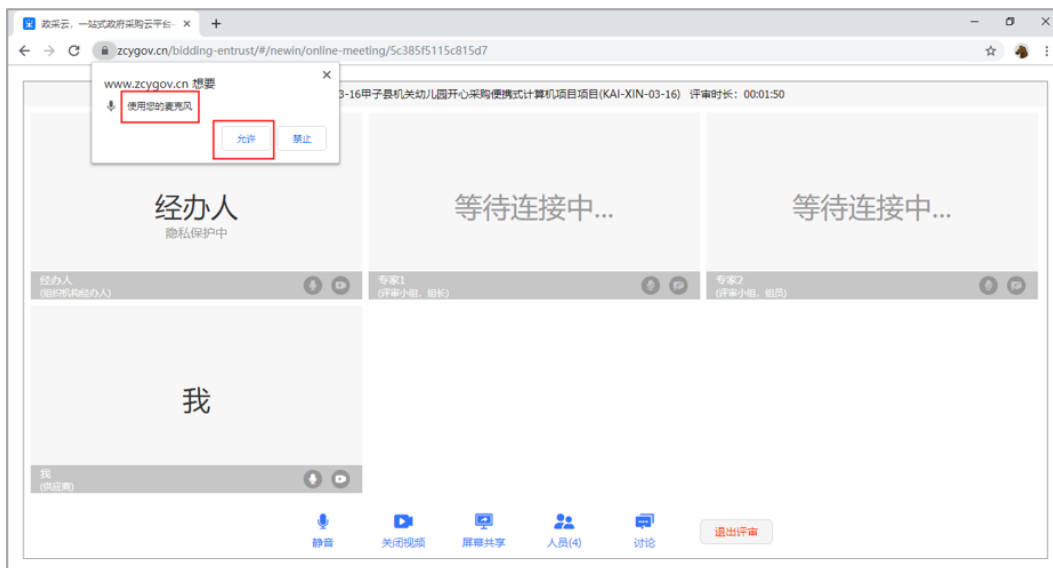 政采云，一站式政府采购云平台-
zcygov.cn/bidding-entrust/#/newin/online-meeting/5c385f5115c815d7
www.zcygov.cn 想要
使用您的麦克风
允许 禁止
3-16甲子县机关幼儿园开心采购便携式计算机项目项目(KAI-XIN-03-16) 评审时长：00:01:50
经办人
隐私保护中
经办人
(组织机构经办人)
等待连接中...
专家1
(评审小组，组长)
等待连接中...
专家2
(评审小组，组员)
我
我
(供应商)
静音 关闭视频 屏幕共享 人员(4) 讨论 退出评审